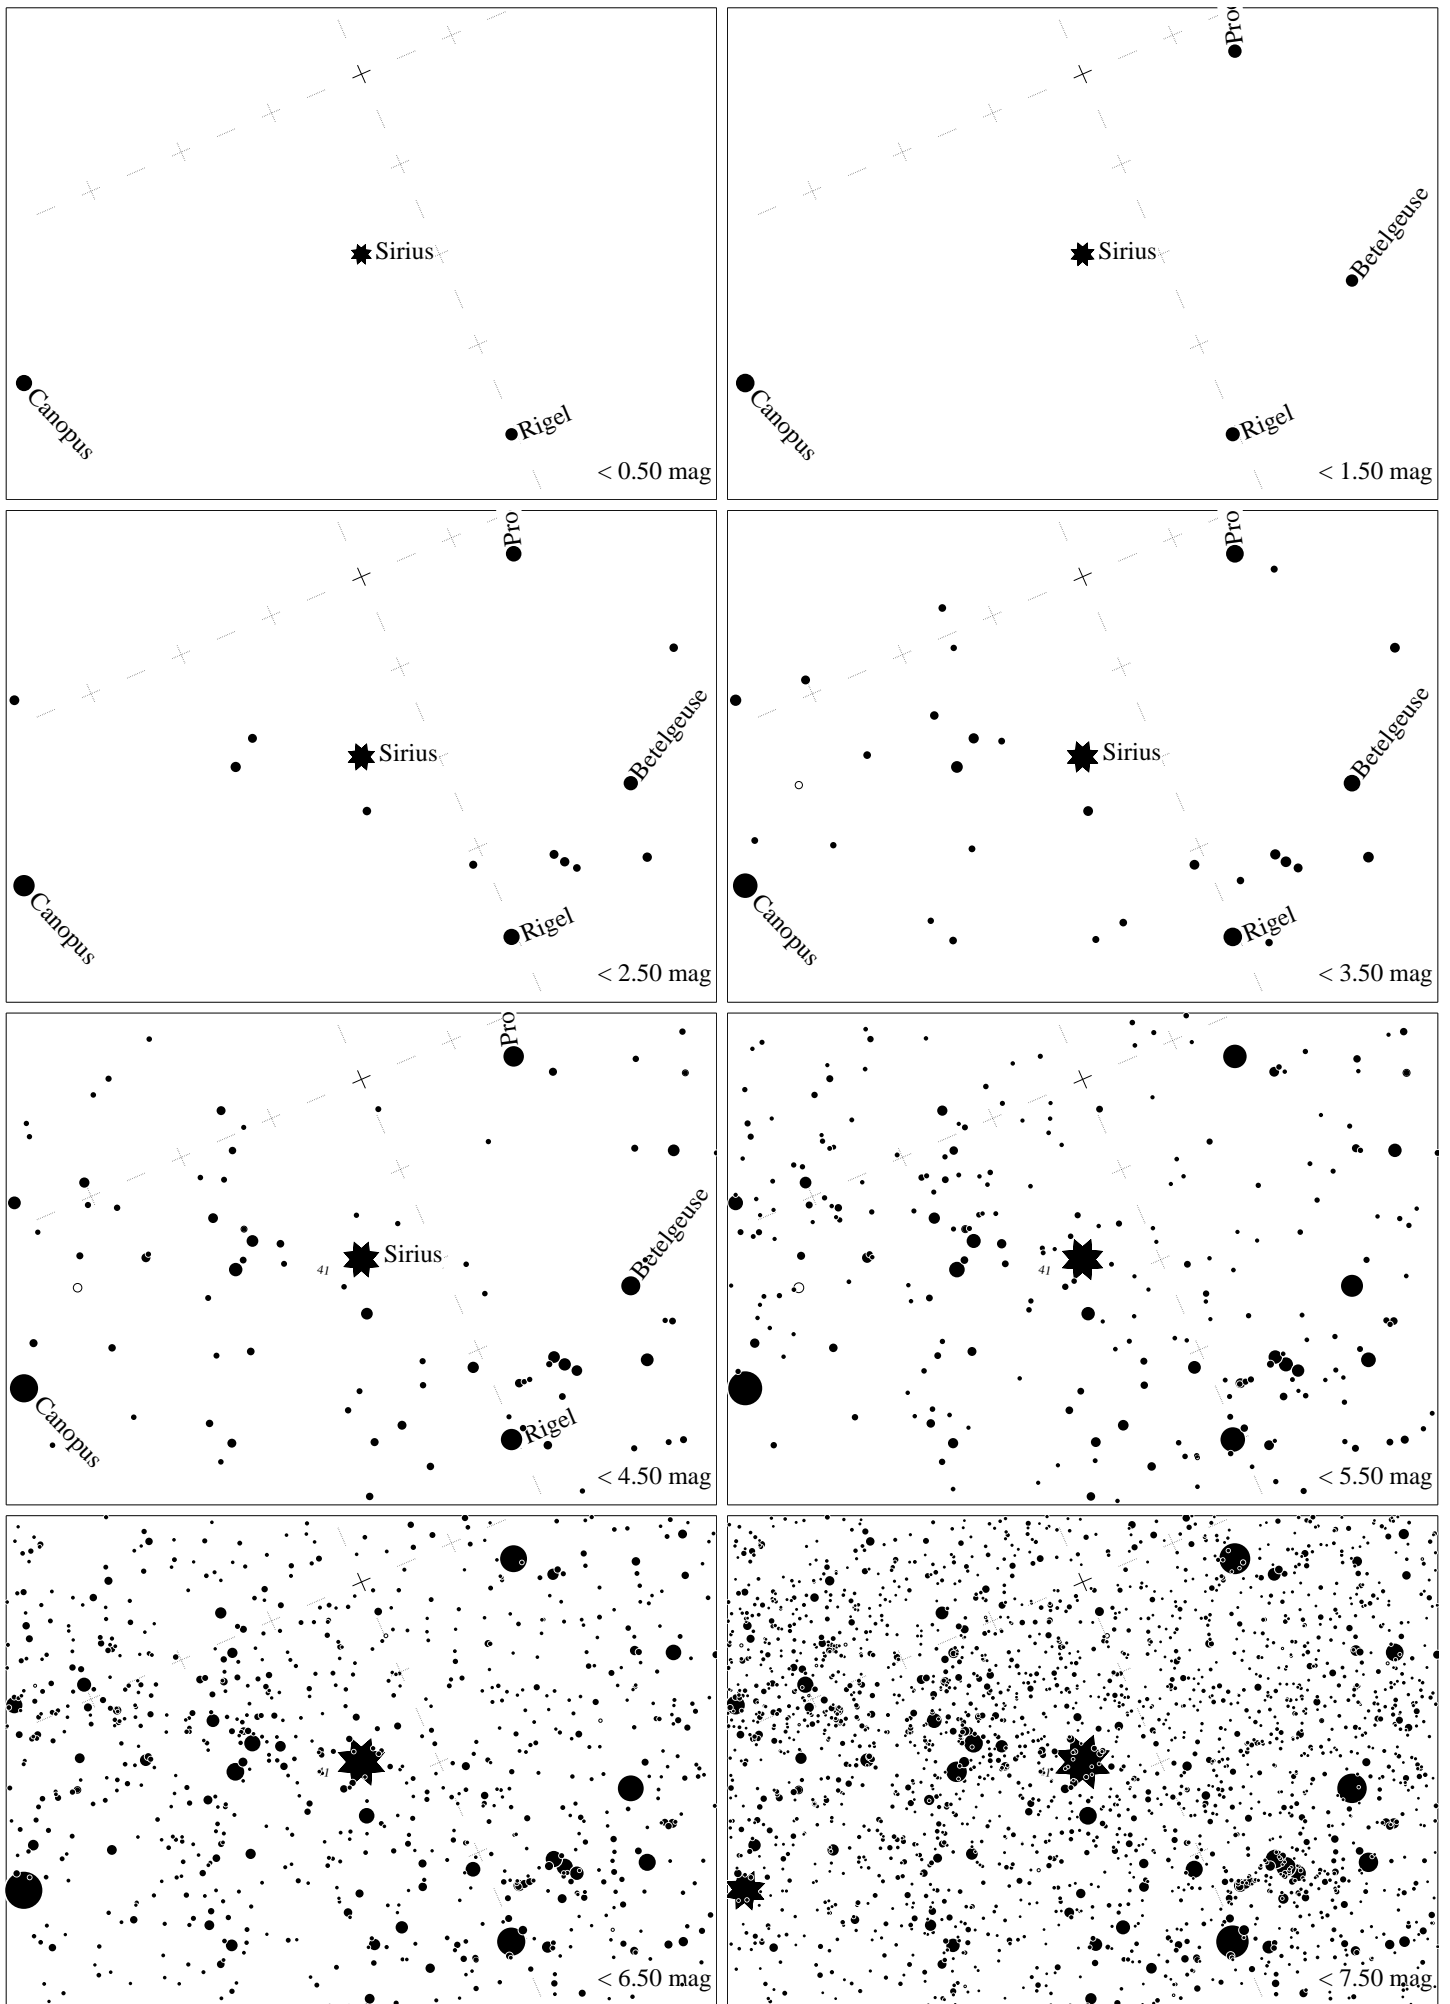 Sirius
Canopus
Rigel
< 0.50 mag
Pro
Betelgeuse
Sirius
Canopus
Rigel
< 1.50 mag
Pro
Betelgeuse
Sirius
Canopus
Rigel
< 2.50 mag
Pro
Betelgeuse
Sirius
Canopus
Rigel
< 3.50 mag
Pro
Betelgeuse
Sirius
41
Canopus
Rigel
< 4.50 mag
41
< 5.50 mag
< 6.50 mag
< 7.50 mag